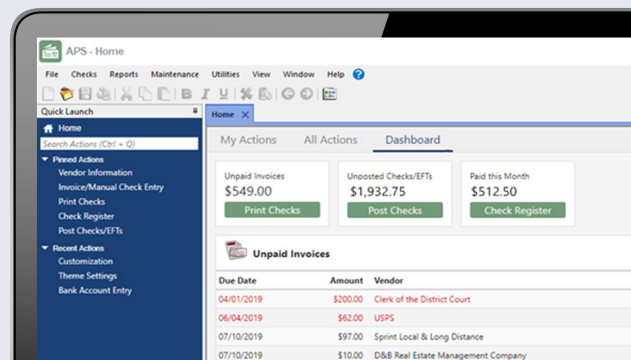 APS - Home
File Checks Reports Maintenance Utilities View Window Help ?
B I U
Quick Launch
Home
Home
Search Actions (Ctrl + Q)
Pinned Actions
Vendor Information
Invoice/Manual Check Entry
Print Checks
Check Register
Post Checks/EFTs
Recent Actions
Customization
Theme Settings
Bank Account Entry
My Actions All Actions Dashboard
Unpaid Invoices
$549.00
Print Checks
Unposted Checks/EFTs
$1,932.75
Post Checks
Paid this Month
$512.50
Check Register
Unpaid Invoices
Due Date Amount Vendor
04/01/2019 $200.00 Clerk of the District Court
06/04/2019 $62.00 USPS
07/10/2019 $97.00 Sprint Local & Long Distance
07/10/2019 $10.00 D&B Real Estate Management Company